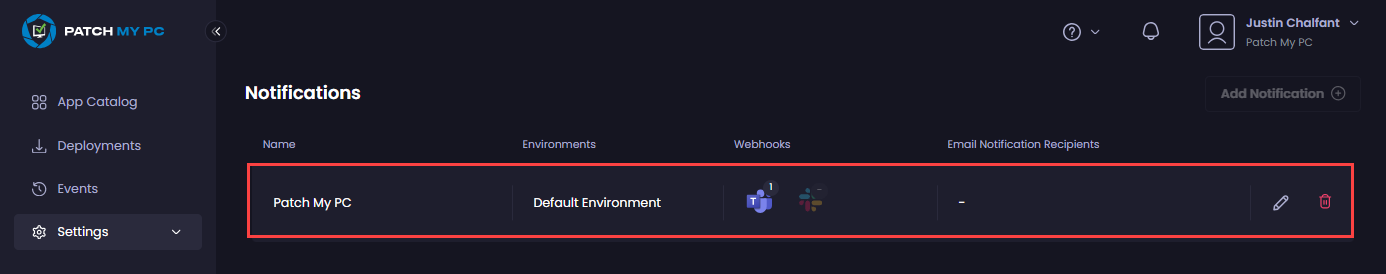 PATCH MY PC
Justin Chalfant
Patch My PC
App Catalog
Deployments
Events
Settings
Notifications
Add Notification
Name Environments Webhooks Email Notification Recipients
Patch My PC Default Environment T 1 - -